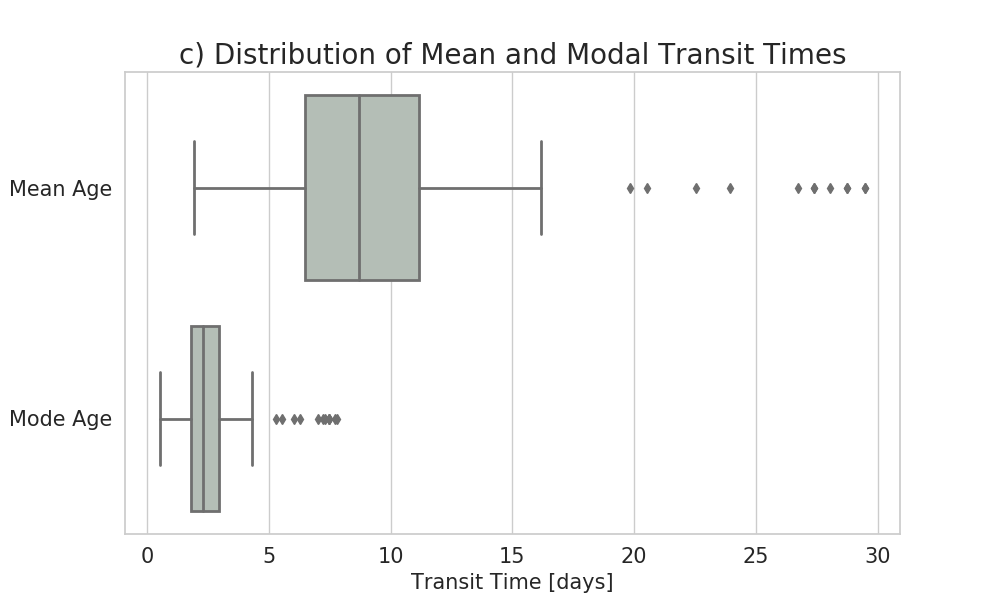 c) Distribution of Mean and Modal Transit Times
Mean Age
Mode Age
0 5 10 15 20 25 30
Transit Time [days]